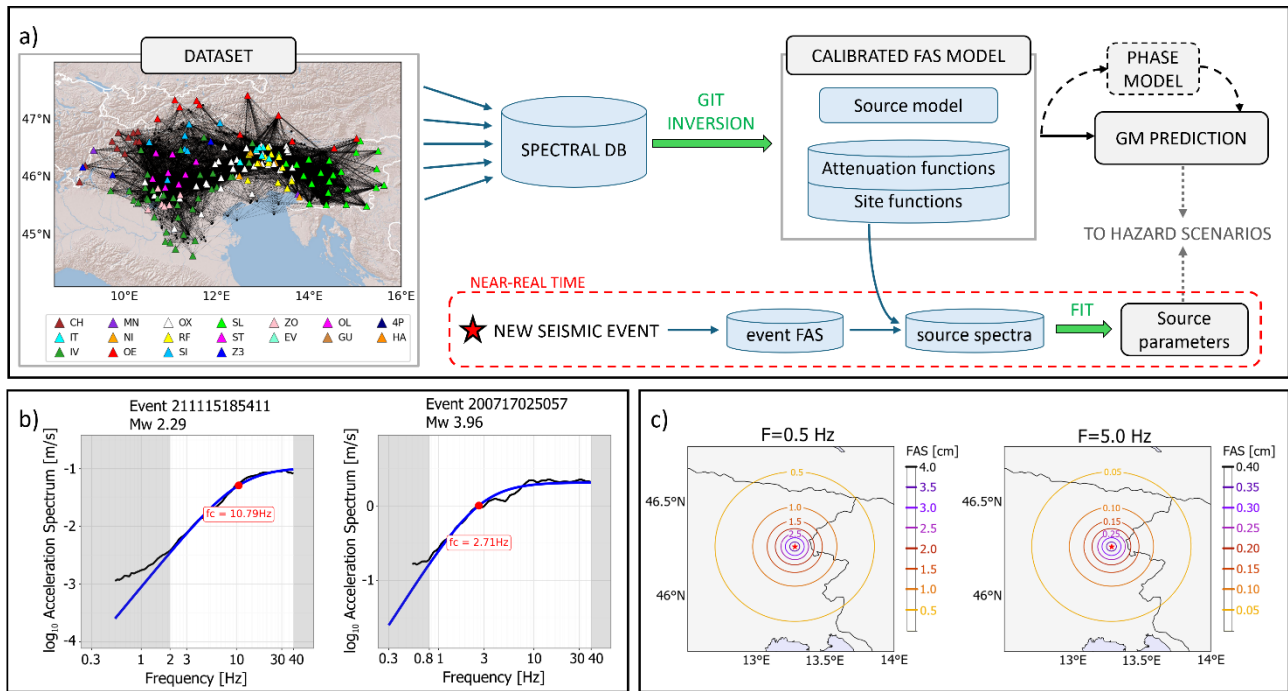 a)
DATASET
47°N
46°N
45°N
10°E 12°E 14°E 16°E
CH MN OX SL ZO OL 4P
IT NI RF ST EV GU HA
IV OE SI Z3
SPECTRAL DB
GIT
INVERSION
CALIBRATED FAS MODEL
Source model
Attenuation functions
Site functions
PHASE
MODEL
GM PREDICTION
TO HAZARD SCENARIOS
NEAR-REAL TIME
NEW SEISMIC EVENT
event FAS
source spectra
FIT
Source
parameters
b)
Event 211115185411
Mw 2.29
log₁₀ Acceleration Spectrum [m/s]
-1
-2
-3
-4
fc = 10.79Hz
0.3 1 2 3 10 30 40
Frequency [Hz]
Event 200717025057
Mw 3.96
log₁₀ Acceleration Spectrum [m/s]
0
-1
fc = 2.71Hz
0.3 0.8 1 3 10 30 40
Frequency [Hz]
c)
F=0.5 Hz
46.5°N
46°N
13°E 13.5°E 14°E
0.5
1.0
1.5
2.5
FAS [cm]
4.0
3.5
3.0
2.5
2.0
1.5
1.0
0.5
F=5.0 Hz
46.5°N
46°N
13°E 13.5°E 14°E
0.05
0.10
0.15
0.25
FAS [cm]
0.40
0.35
0.30
0.25
0.20
0.15
0.10
0.05